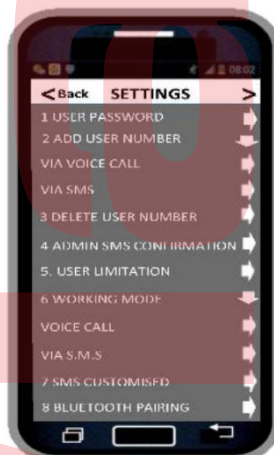 08:02
< Back SETTINGS >
1 USER PASSWORD
2 ADD USER NUMBER
VIA VOICE CALL
VIA SMS
3 DELETE USER NUMBER
4 ADMIN SMS CONFIRMATION
5. USER LIMITATION
6 WORKING MODE
VOICE CALL
VIA S.M.S
7 SMS CUSTOMISED
8 BLUETOOTH PAIRING